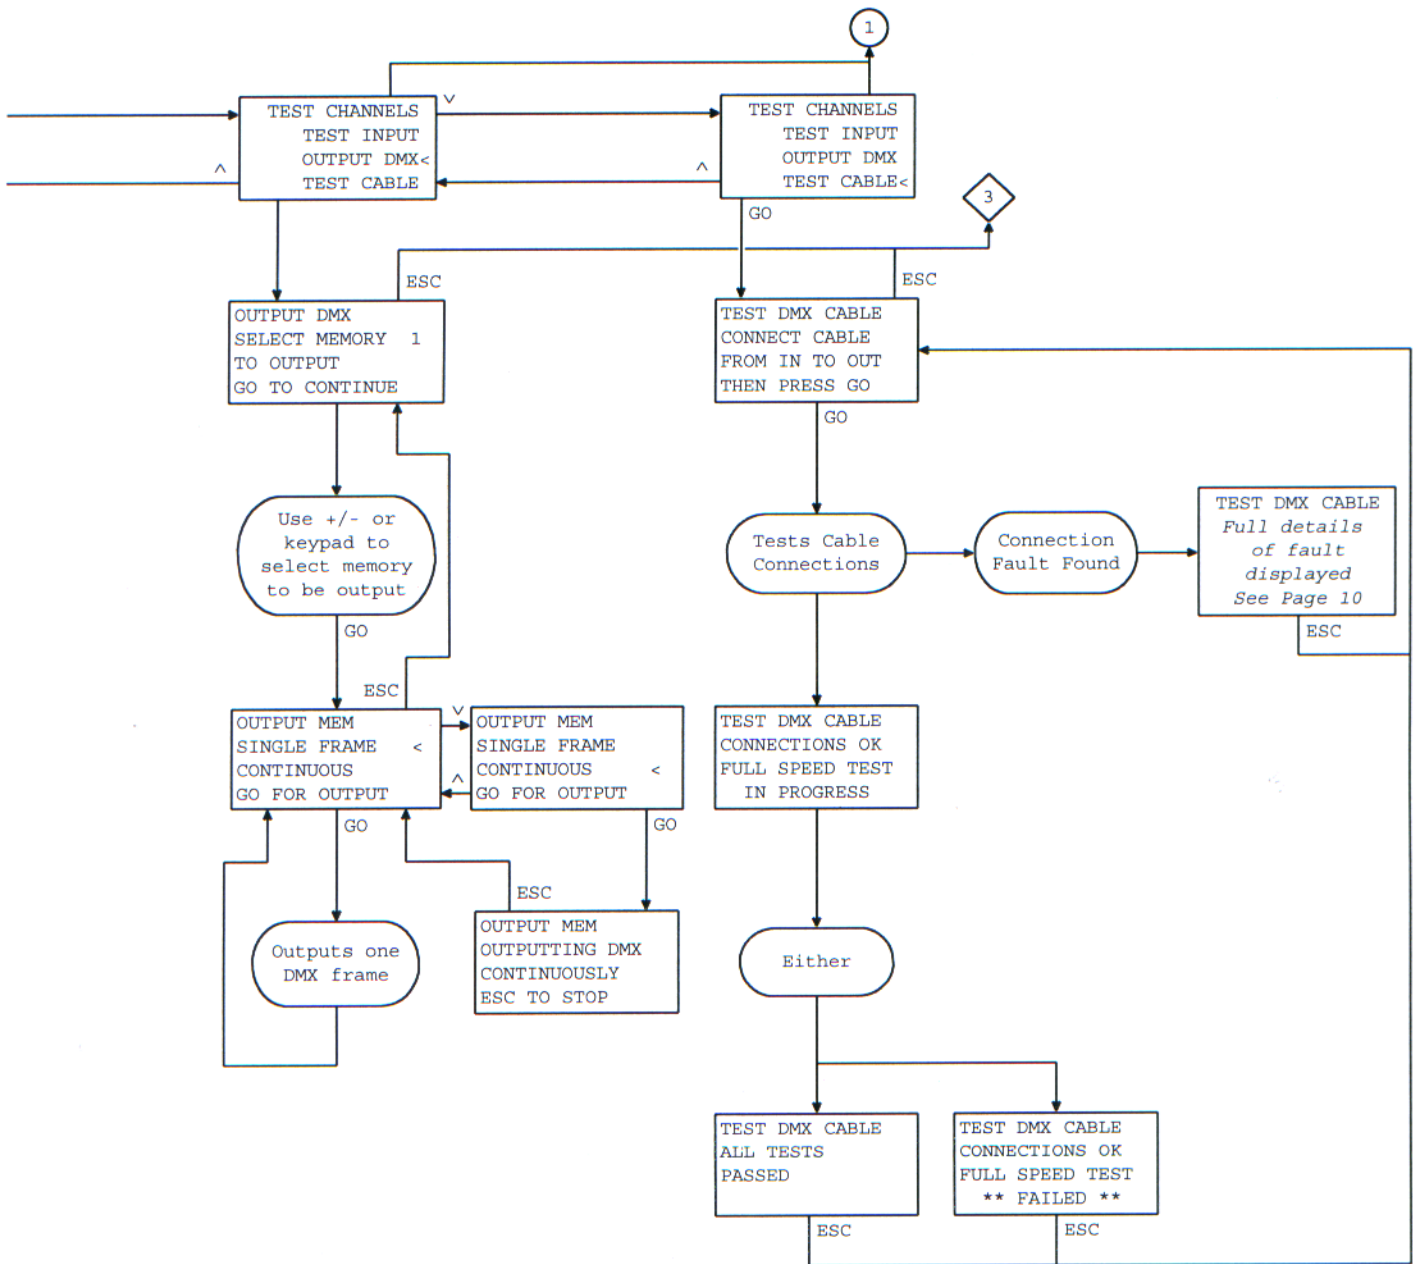 1
TEST CHANNELS
TEST INPUT
OUTPUT DMX<
TEST CABLE
v
^
TEST CHANNELS
TEST INPUT
OUTPUT DMX
TEST CABLE<
^
GO
3
ESC
ESC
OUTPUT DMX
SELECT MEMORY 1
TO OUTPUT
GO TO CONTINUE
TEST DMX CABLE
CONNECT CABLE
FROM IN TO OUT
THEN PRESS GO
GO
Use +/- or
keypad to
select memory
to be output
GO
Tests Cable
Connections
Connection
Fault Found
TEST DMX CABLE
Full details
of fault
displayed
See Page 10
ESC
ESC
OUTPUT MEM
SINGLE FRAME <
CONTINUOUS
GO FOR OUTPUT
v
^
OUTPUT MEM
SINGLE FRAME
CONTINUOUS <
GO FOR OUTPUT
TEST DMX CABLE
CONNECTIONS OK
FULL SPEED TEST
IN PROGRESS
GO
GO
ESC
Outputs one
DMX frame
OUTPUT MEM
OUTPUTTING DMX
CONTINUOUSLY
ESC TO STOP
Either
TEST DMX CABLE
ALL TESTS
PASSED
TEST DMX CABLE
CONNECTIONS OK
FULL SPEED TEST
** FAILED **
ESC
ESC